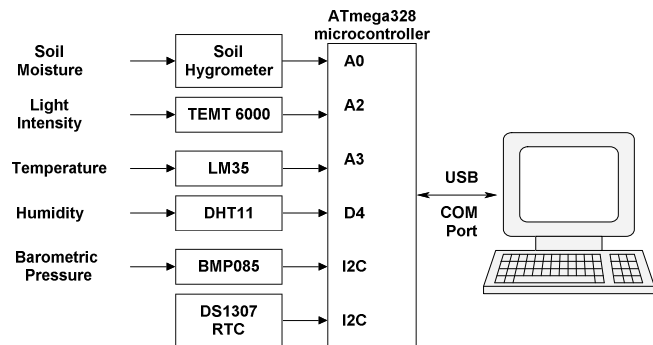 ATmega328
microcontroller
Soil
Moisture
Soil
Hygrometer
A0
Light
Intensity
TEMT 6000
A2
Temperature
LM35
A3
Humidity
DHT11
D4
Barometric
Pressure
BMP085
I2C
DS1307
RTC
I2C
USB
COM
Port